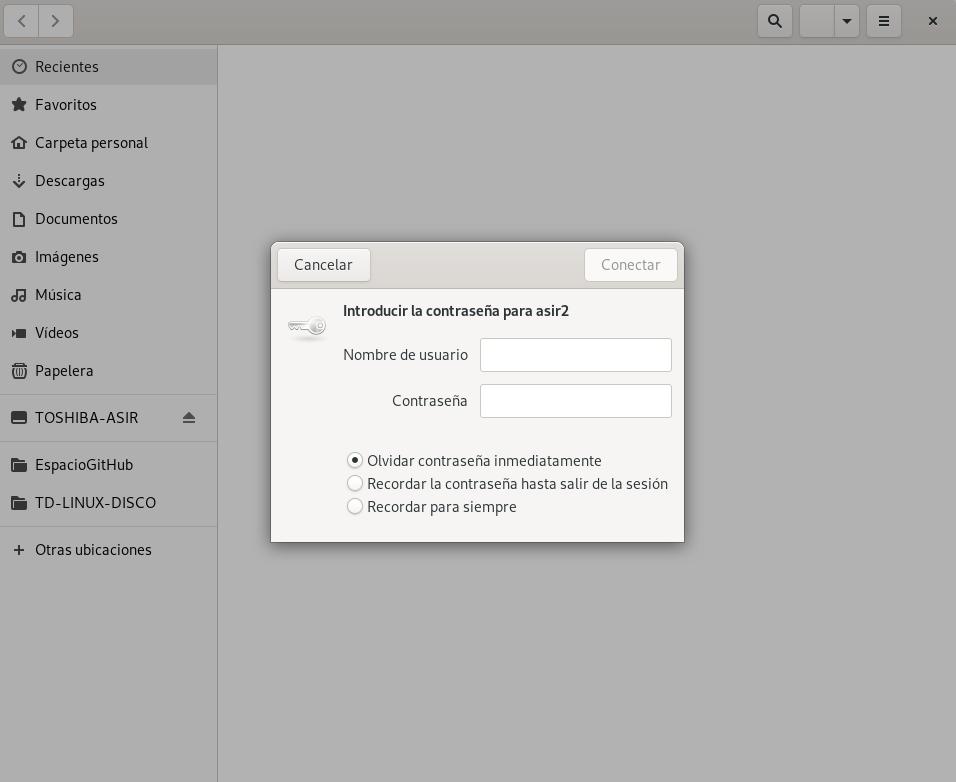 Recientes
Favoritos
Carpeta personal
Descargas
Documentos
Imágenes
Música
Vídeos
Papelera
TOSHIBA-ASIR
EspacioGitHub
TD-LINUX-DISCO
Otras ubicaciones
Cancelar
Conectar
Introducir la contraseña para asir2
Nombre de usuario
Contraseña
Olvidar contraseña inmediatamente
Recordar la contraseña hasta salir de la sesión
Recordar para siempre